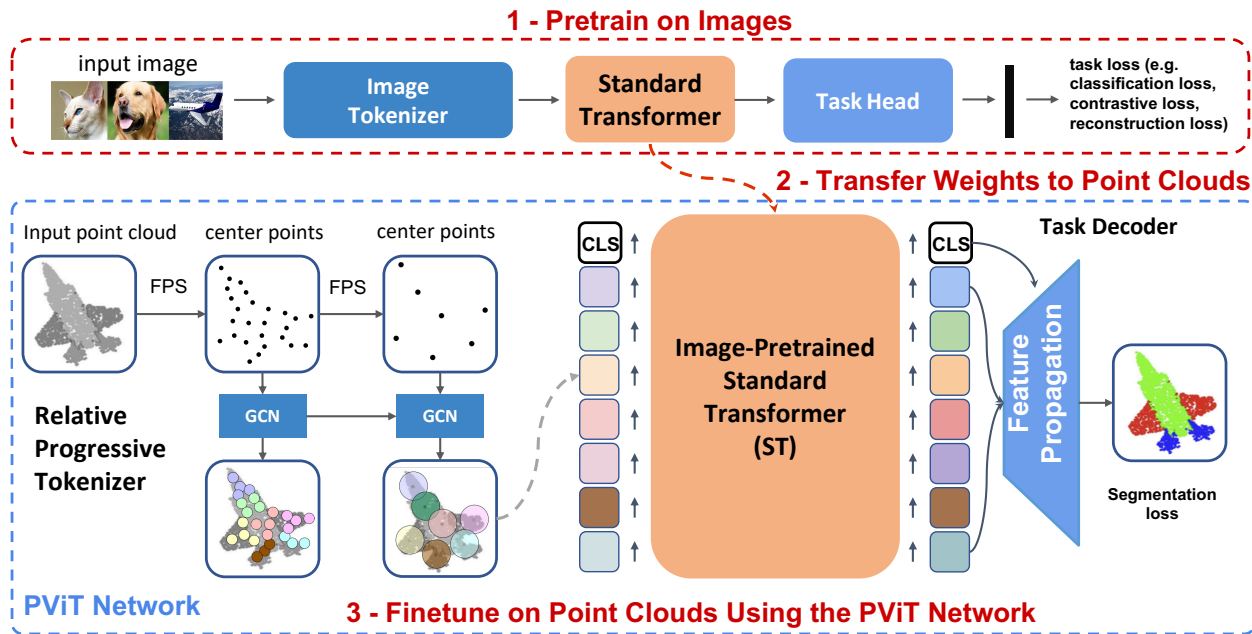 1 - Pretrain on Images
input image
Image
Tokenizer
Standard
Transformer
Task Head
task loss (e.g.
classification loss,
contrastive loss,
reconstruction loss)
2 - Transfer Weights to Point Clouds
Input point cloud
center points
center points
FPS
FPS
GCN
GCN
Relative
Progressive
Tokenizer
CLS
Image-Pretrained
Standard
Transformer
(ST)
CLS
Task Decoder
Feature
Propagation
Segmentation
loss
PViT Network
3 - Finetune on Point Clouds Using the PViT Network